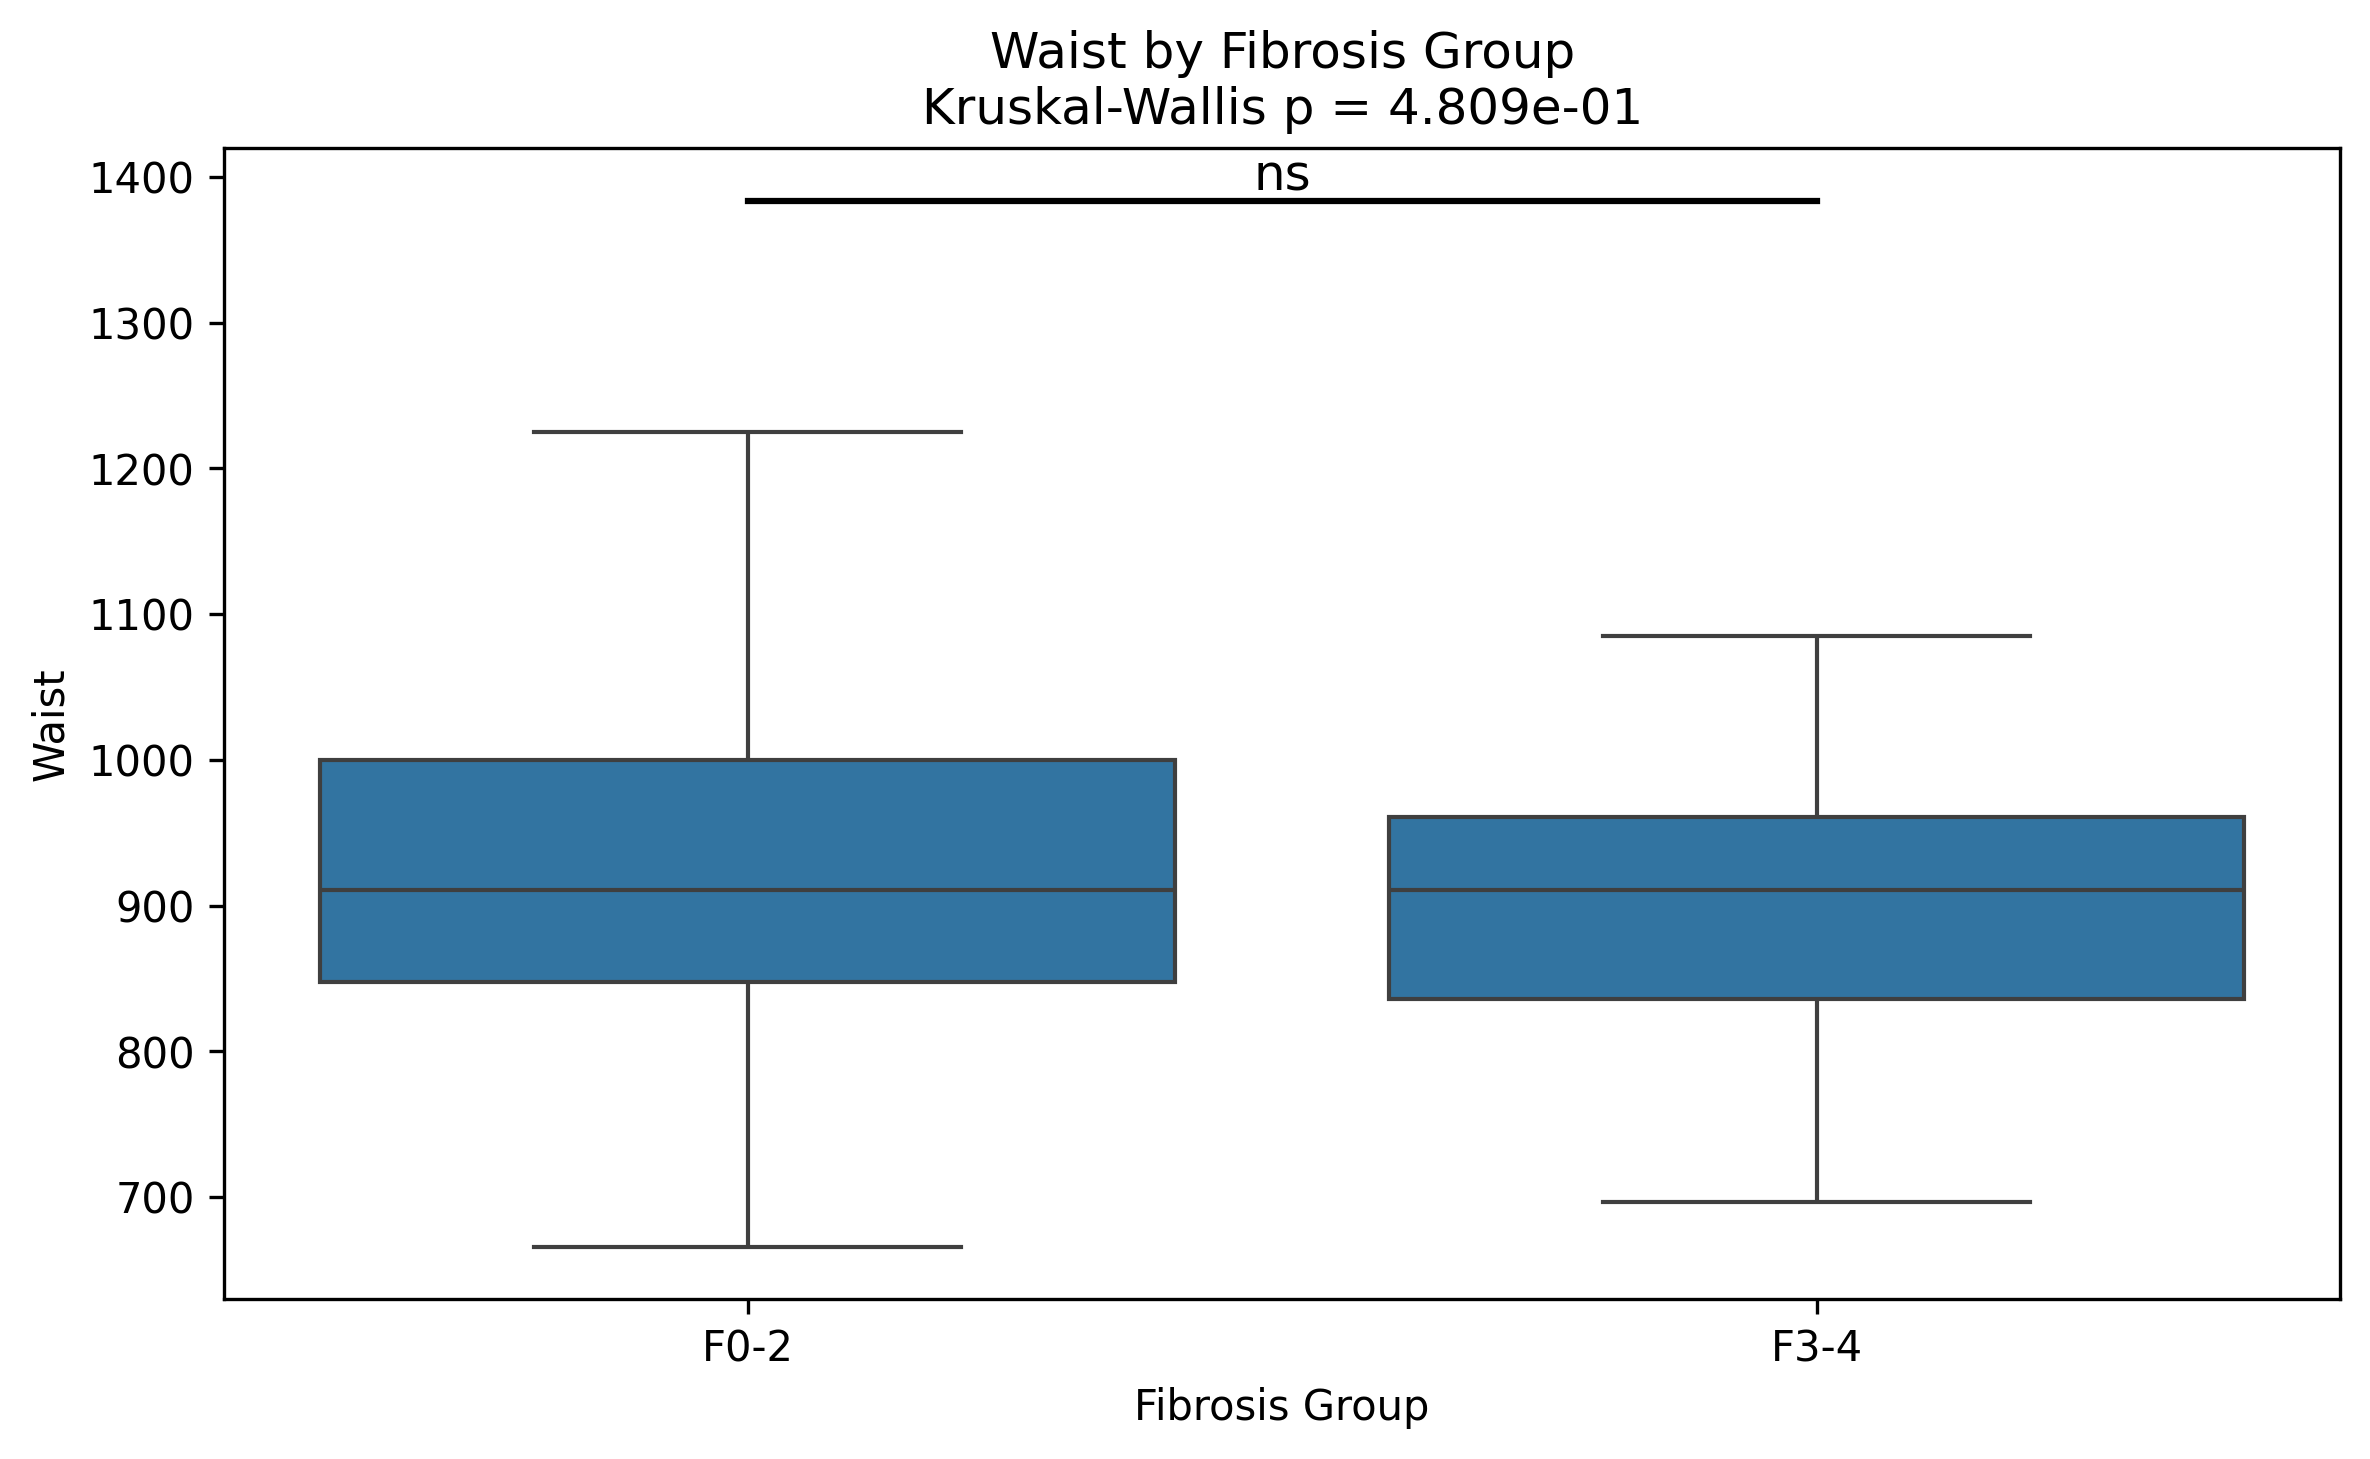 Waist by Fibrosis Group
Kruskal-Wallis p = 4.809e-01
ns
1400
1300
1200
1100
1000
900
800
700
Waist
F0-2
F3-4
Fibrosis Group